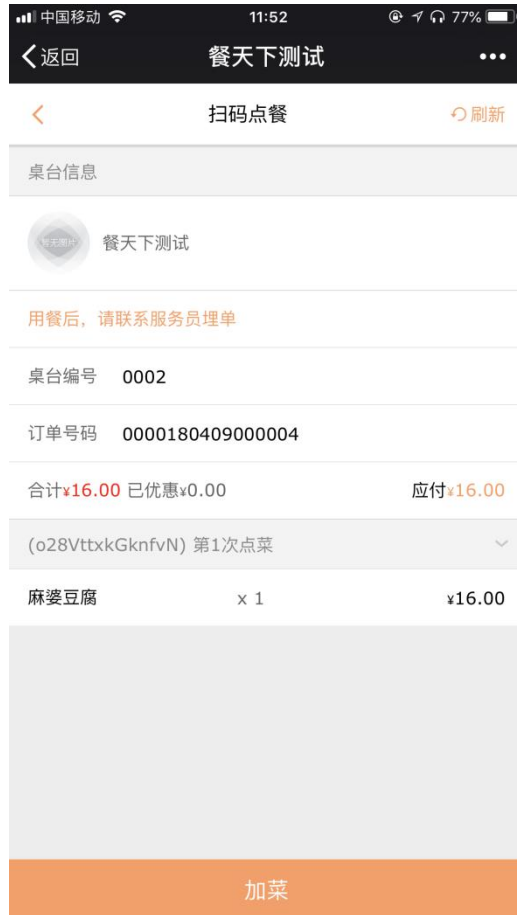 中国移动 11:52 77%
返回 餐天下测试 •••
扫码点餐 刷新
桌台信息
暂无图片 餐天下测试
用餐后，请联系服务员埋单
桌台编号 0002
订单号码 0000180409000004
合计¥16.00 已优惠¥0.00 应付¥16.00
(o28VttxkGknfvN) 第1次点菜
麻婆豆腐 x 1 ¥16.00
加菜